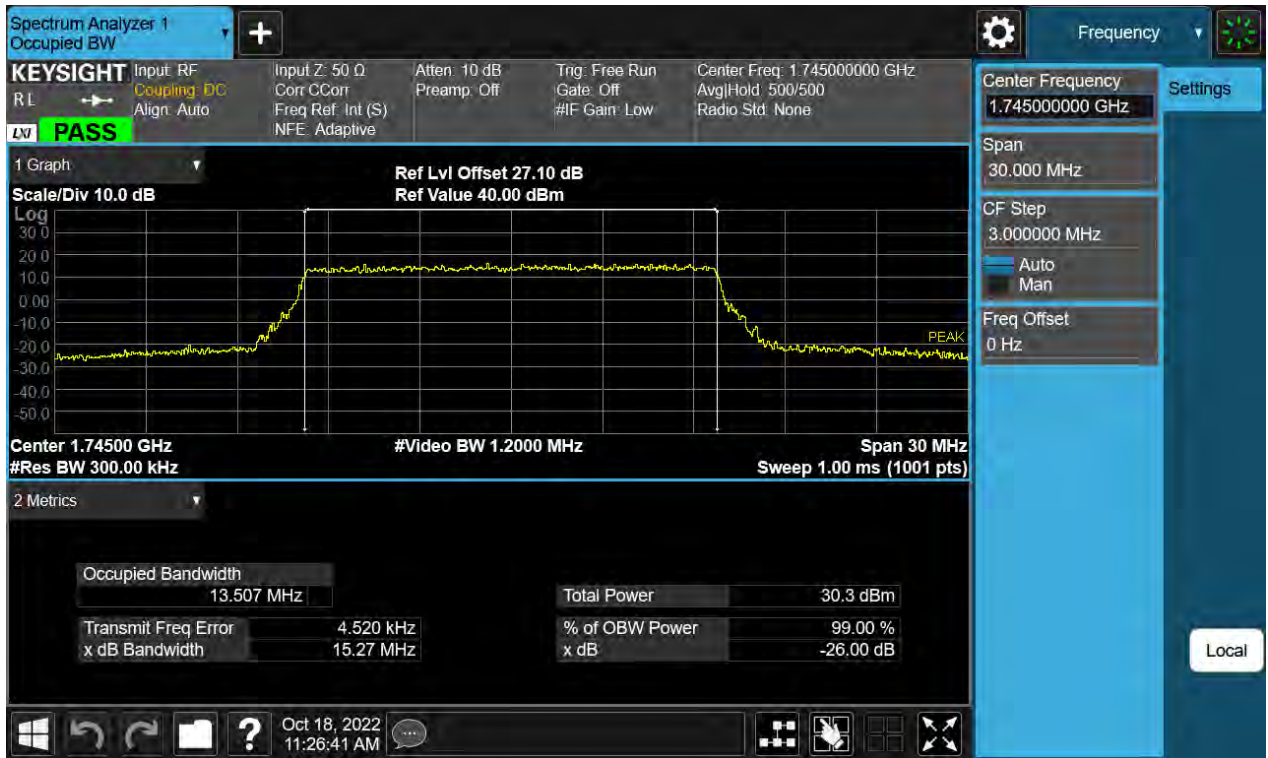 Spectrum Analyzer 1
Occupied BW
+
Frequency
KEYSIGHT
RL
LXI
PASS
Input: RF
Coupling: DC
Align: Auto
Input Z: 50 Ω
Corr CCorr
Freq Ref: Int (S)
NFE: Adaptive
Atten: 10 dB
Preamp: Off
Trig: Free Run
Gate: Off
#IF Gain: Low
Center Freq: 1.745000000 GHz
Avg|Hold: 500/500
Radio Std: None
1 Graph
Scale/Div 10.0 dB
Ref Lvl Offset 27.10 dB
Ref Value 40.00 dBm
Log
30.0
20.0
10.0
0.00
-10.0
-20.0
-30.0
-40.0
-50.0
PEAK
Center 1.74500 GHz
#Video BW 1.2000 MHz
Span 30 MHz
#Res BW 300.00 kHz
Sweep 1.00 ms (1001 pts)
2 Metrics
Occupied Bandwidth
13.507 MHz
Total Power 30.3 dBm
Transmit Freq Error 4.520 kHz
% of OBW Power 99.00 %
x dB Bandwidth 15.27 MHz
x dB -26.00 dB
Center Frequency
1.745000000 GHz
Settings
Span
30.000 MHz
CF Step
3.000000 MHz
Auto
Man
Freq Offset
0 Hz
Local
?
Oct 18, 2022
11:26:41 AM